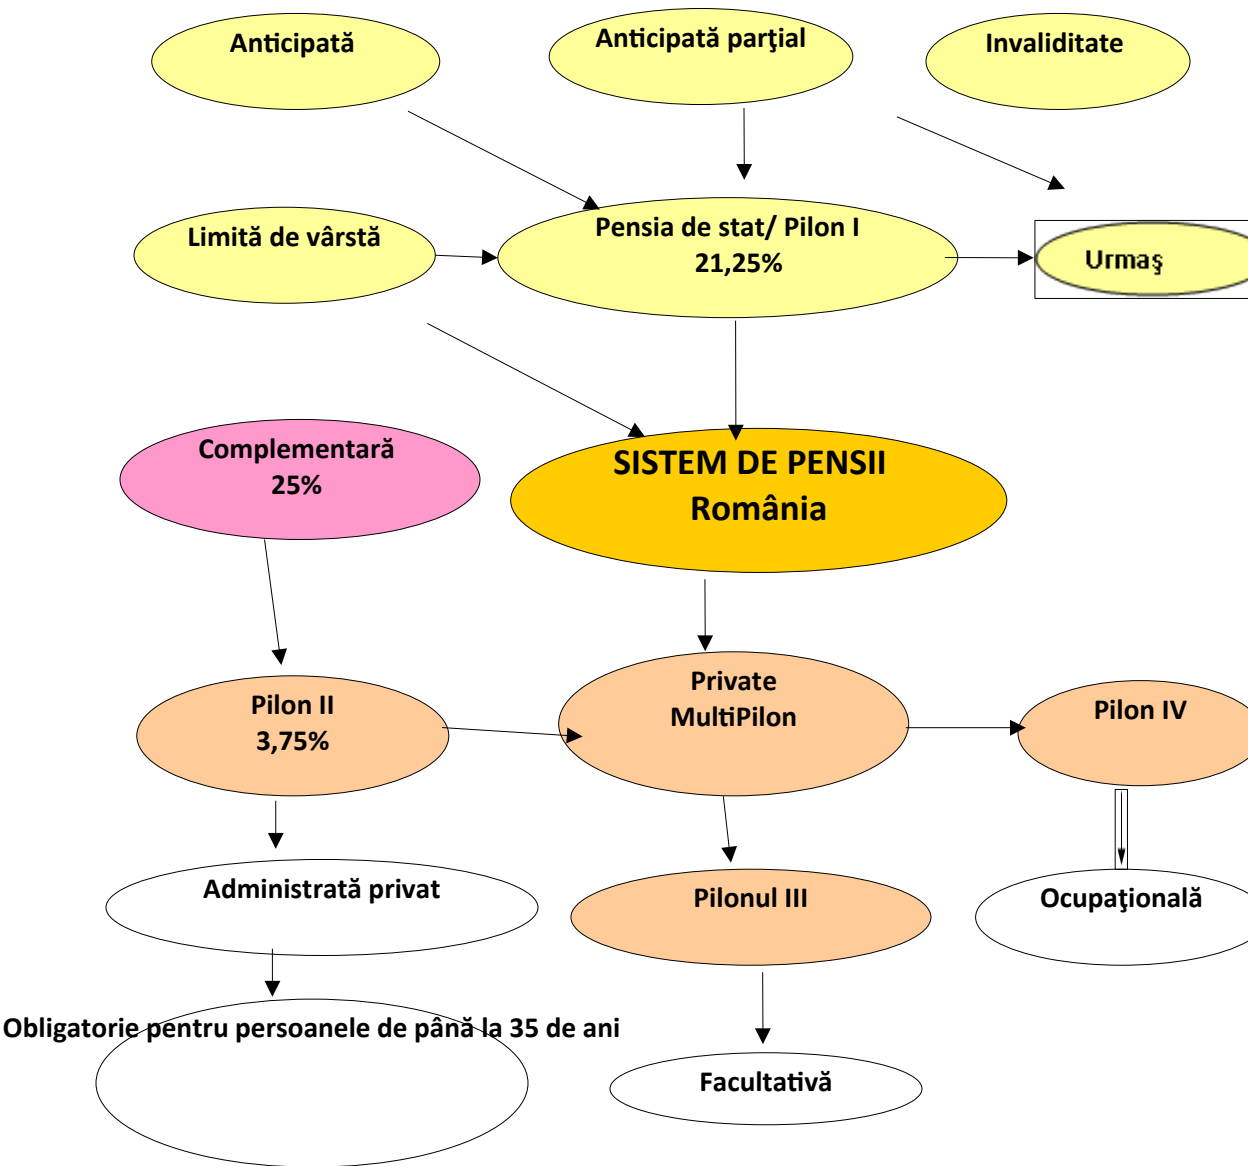 Anticipată
Anticipată parţial
Invaliditate
Limită de vârstă
Pensia de stat/ Pilon I
21,25%
Urmaş
Complementară
25%
SISTEM DE PENSII
România
Pilon II
3,75%
Private
MultiPilon
Pilon IV
Administrată privat
Pilonul III
Ocupaţională
Obligatorie pentru persoanele de până la 35 de ani
Facultativă